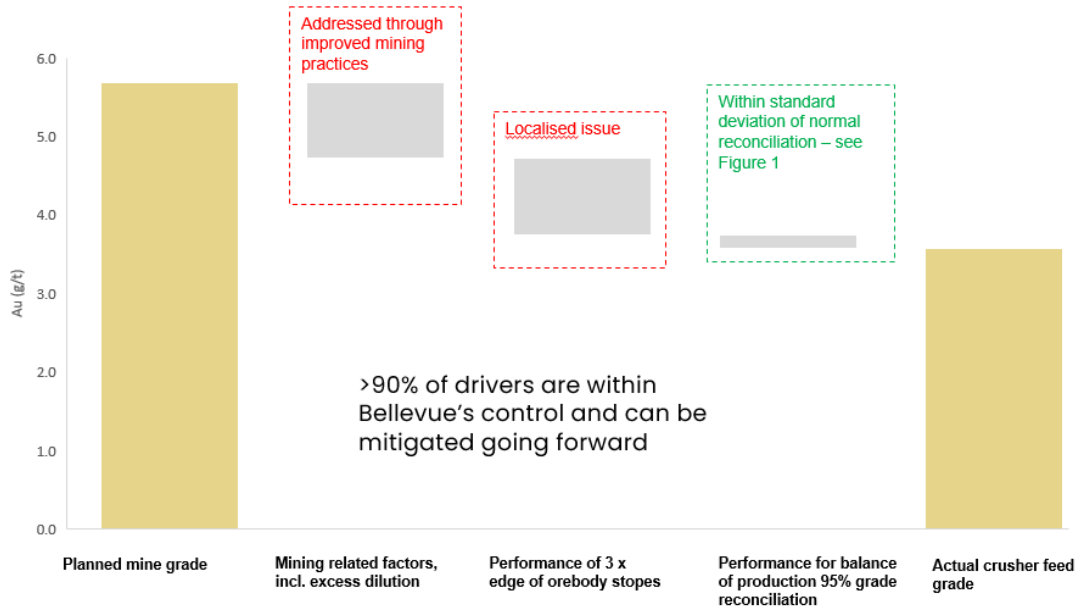 Addressed through
improved mining
practices
Localised issue
Within standard
deviation of normal
reconciliation – see
Figure 1
6.0
5.0
4.0
3.0
2.0
1.0
0.0
Au (g/t)
>90% of drivers are within
Bellevue's control and can be
mitigated going forward
Planned mine grade
Mining related factors,
incl. excess dilution
Performance of 3 x
edge of orebody stopes
Performance for balance
of production 95% grade
reconciliation
Actual crusher feed
grade